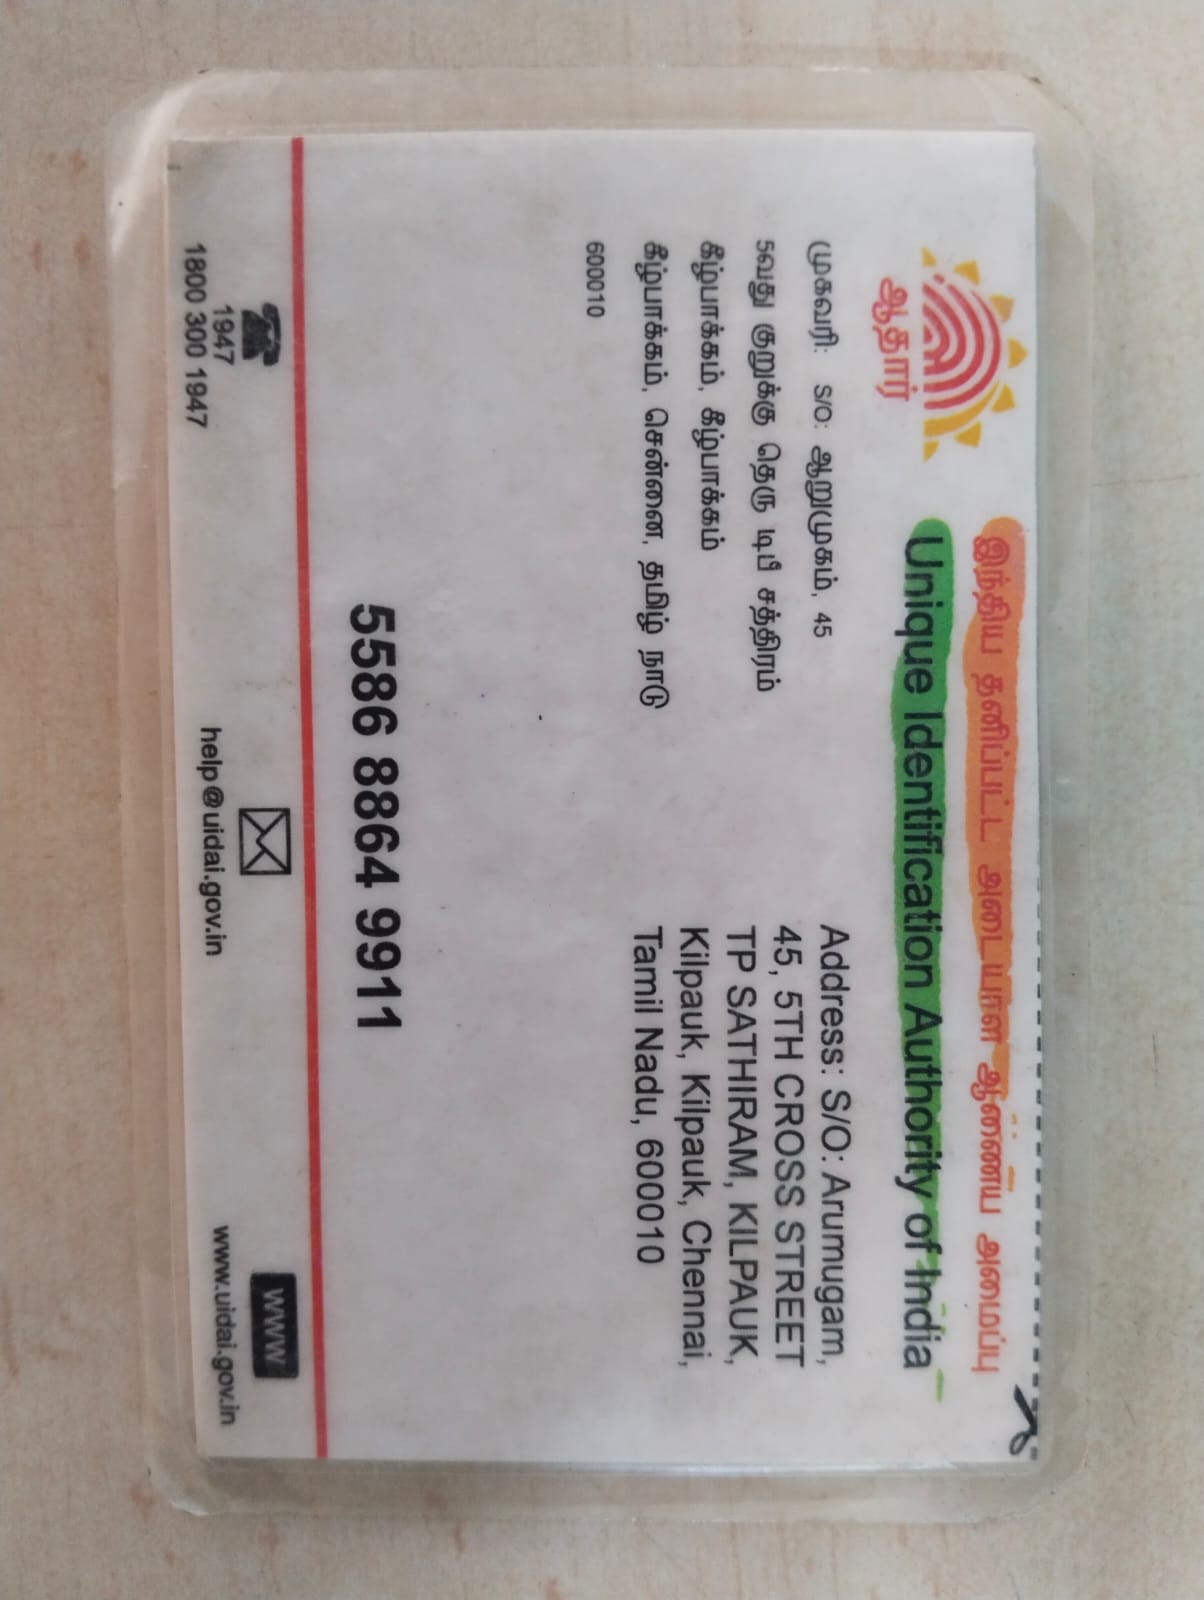 இந்திய தனிப்பட்ட அடையாள ஆணைய அமைப்பு
Unique Identification Authority of India
ஆதார்
முகவரி: S/O: ஆறுமுகம், 45
5வது குறுக்கு தெரு டிபி சத்திரம்
கீழ்பாக்கம், கீழ்பாக்கம்
கீழ்பாக்கம், சென்னை, தமிழ் நாடு
600010
Address: S/O: Arumugam,
45, 5TH CROSS STREET
TP SATHIRAM, KILPAUK,
Kilpauk, Kilpauk, Chennai,
Tamil Nadu, 600010
5586 8864 9911
1947
1800 300 1947
help@uidai.gov.in
WWW
www.uidai.gov.in